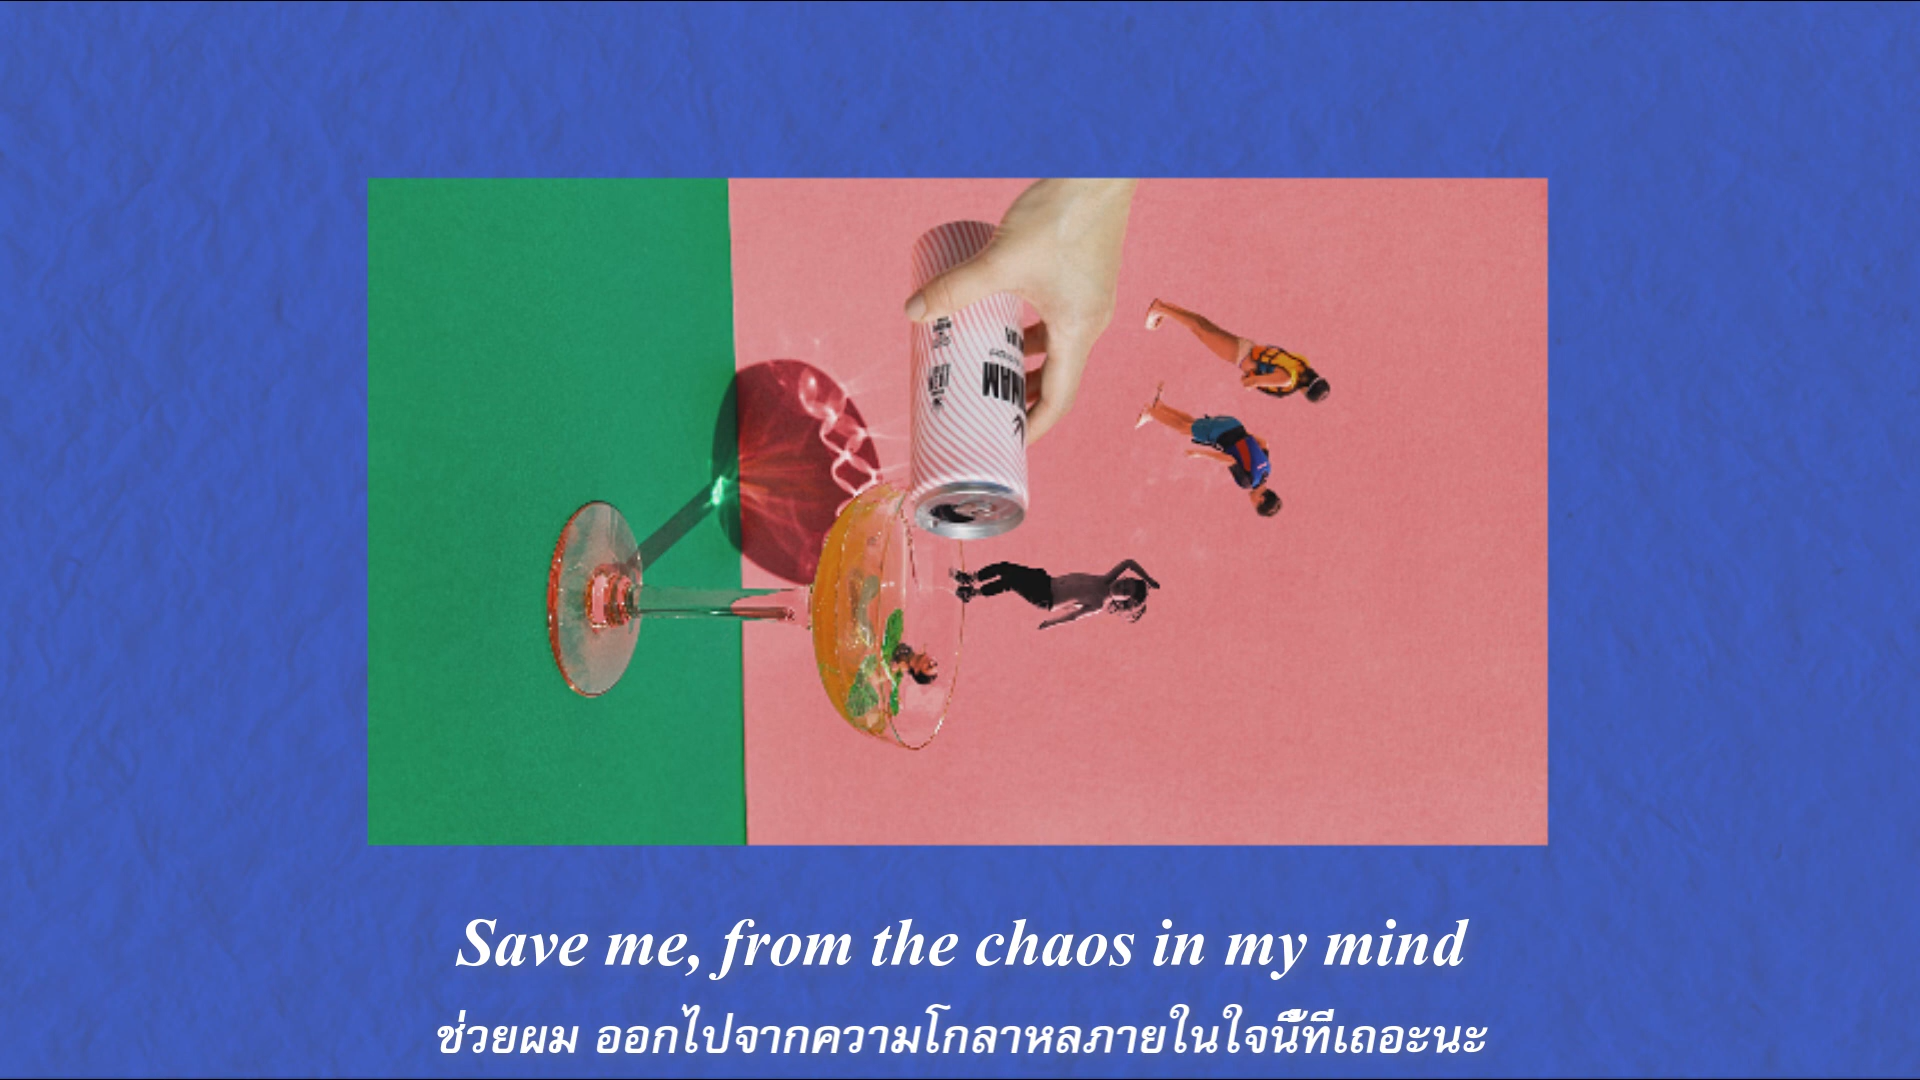 Save me, from the chaos in my mind
ช่วยผม ออกไปจากความโกลาหลภายในใจนี้ทีเถอะนะ